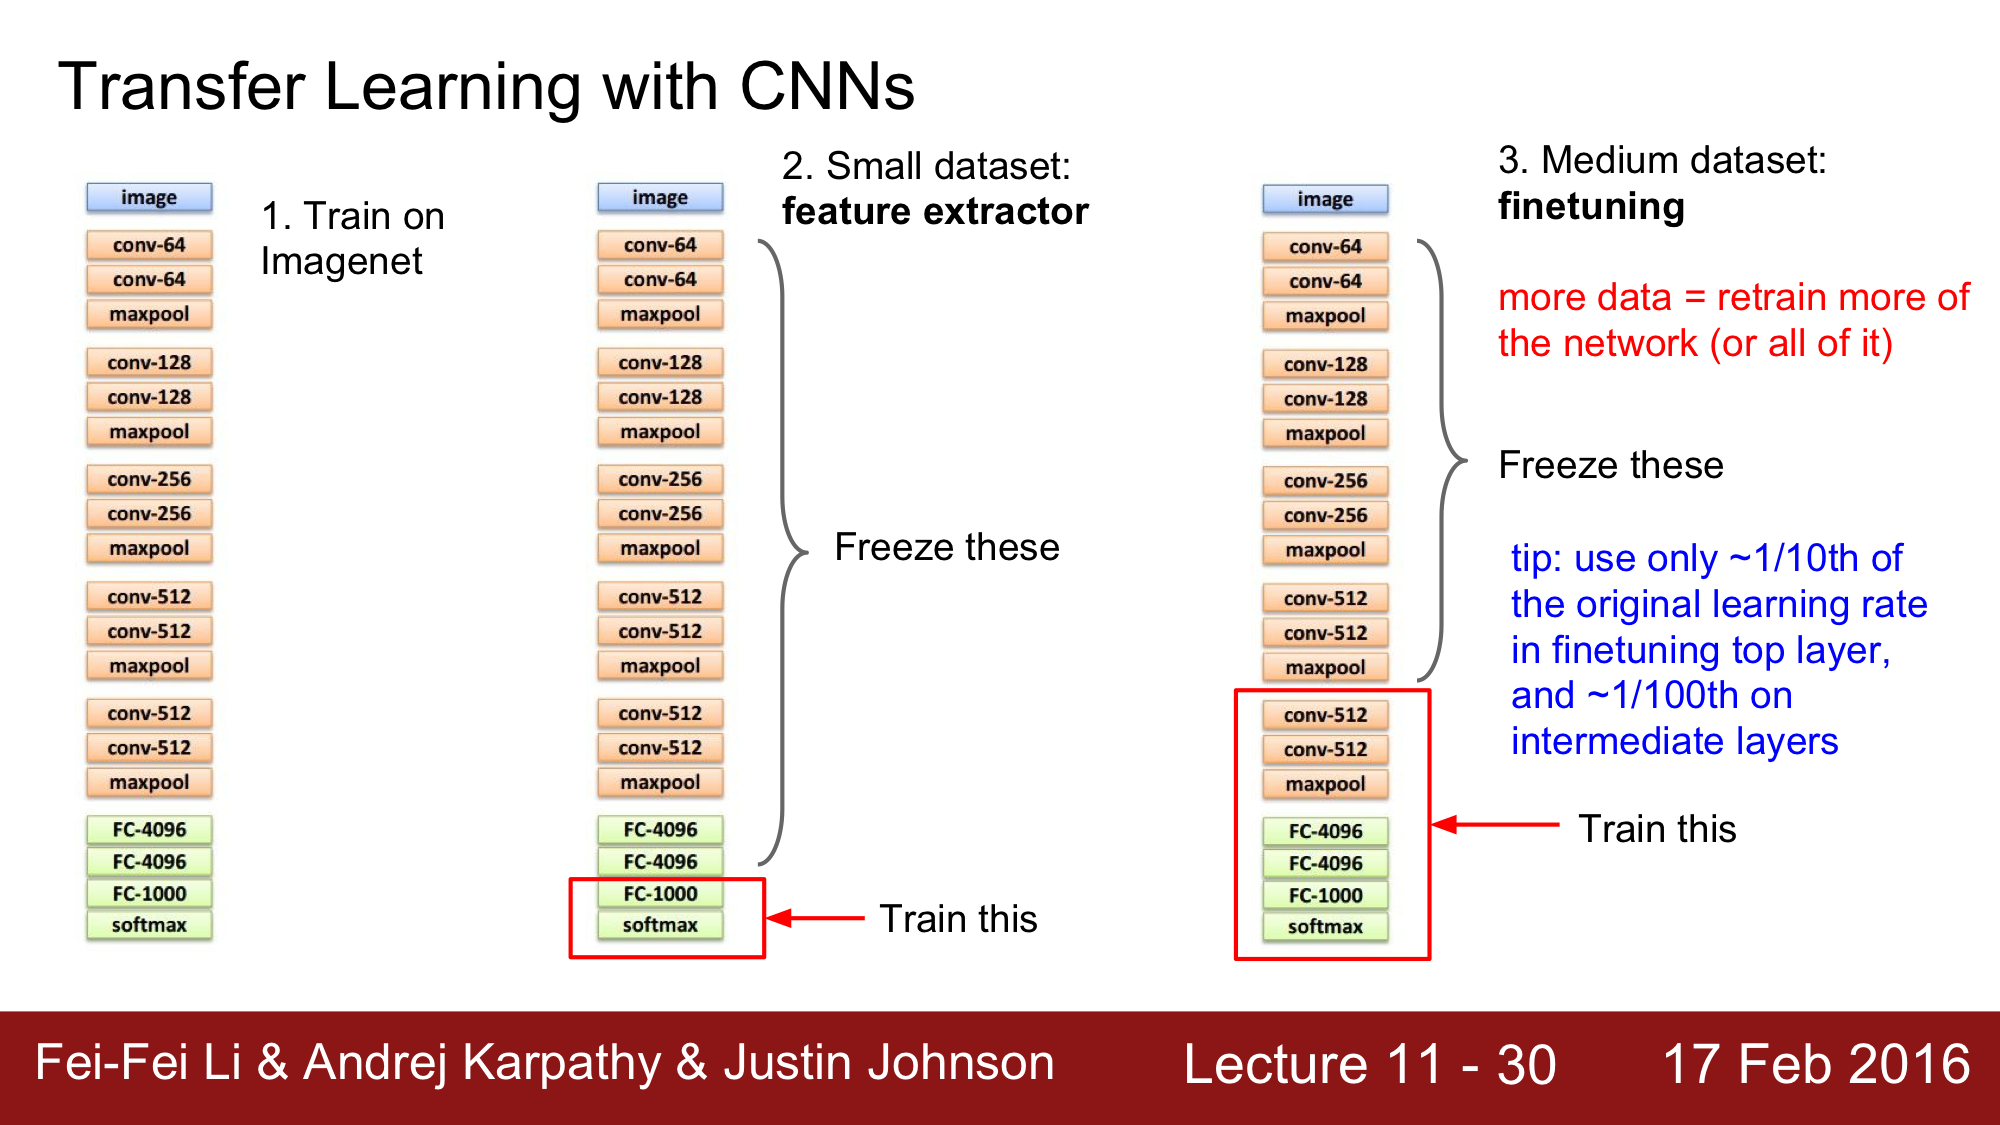 Transfer Learning with CNNs
image
conv-64
conv-64
maxpool
conv-128
conv-128
maxpool
conv-256
conv-256
maxpool
conv-512
conv-512
maxpool
conv-512
conv-512
maxpool
FC-4096
FC-4096
FC-1000
softmax
1. Train on
Imagenet
image
conv-64
conv-64
maxpool
conv-128
conv-128
maxpool
conv-256
conv-256
maxpool
conv-512
conv-512
maxpool
conv-512
conv-512
maxpool
FC-4096
FC-4096
FC-1000
softmax
2. Small dataset:
feature extractor
Freeze these
Train this
image
conv-64
conv-64
maxpool
conv-128
conv-128
maxpool
conv-256
conv-256
maxpool
conv-512
conv-512
maxpool
conv-512
conv-512
maxpool
FC-4096
FC-4096
FC-1000
softmax
3. Medium dataset:
finetuning
more data = retrain more of
the network (or all of it)
Freeze these
tip: use only ~1/10th of
the original learning rate
in finetuning top layer,
and ~1/100th on
intermediate layers
Train this
Fei-Fei Li & Andrej Karpathy & Justin Johnson
Lecture 11 - 30
17 Feb 2016